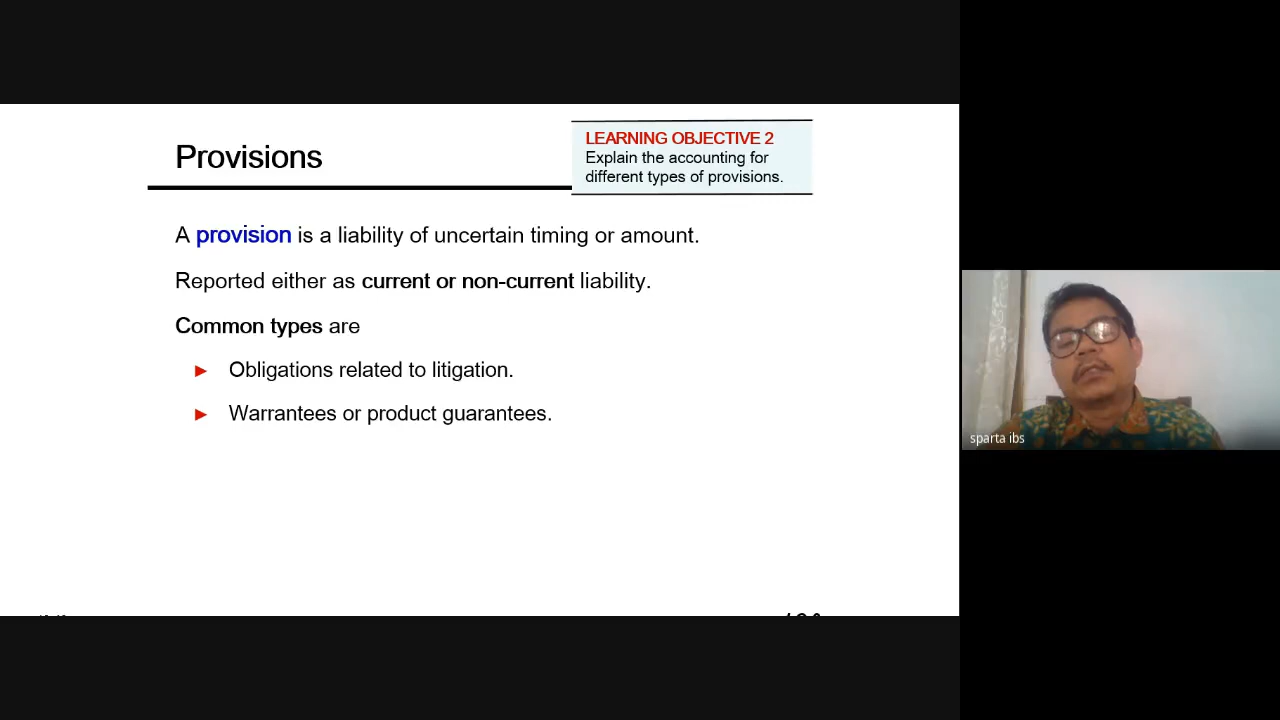 Provisions
LEARNING OBJECTIVE 2
Explain the accounting for
different types of provisions.
A provision is a liability of uncertain timing or amount.
Reported either as current or non-current liability.
Common types are
► Obligations related to litigation.
► Warrantees or product guarantees.
sparta ibs